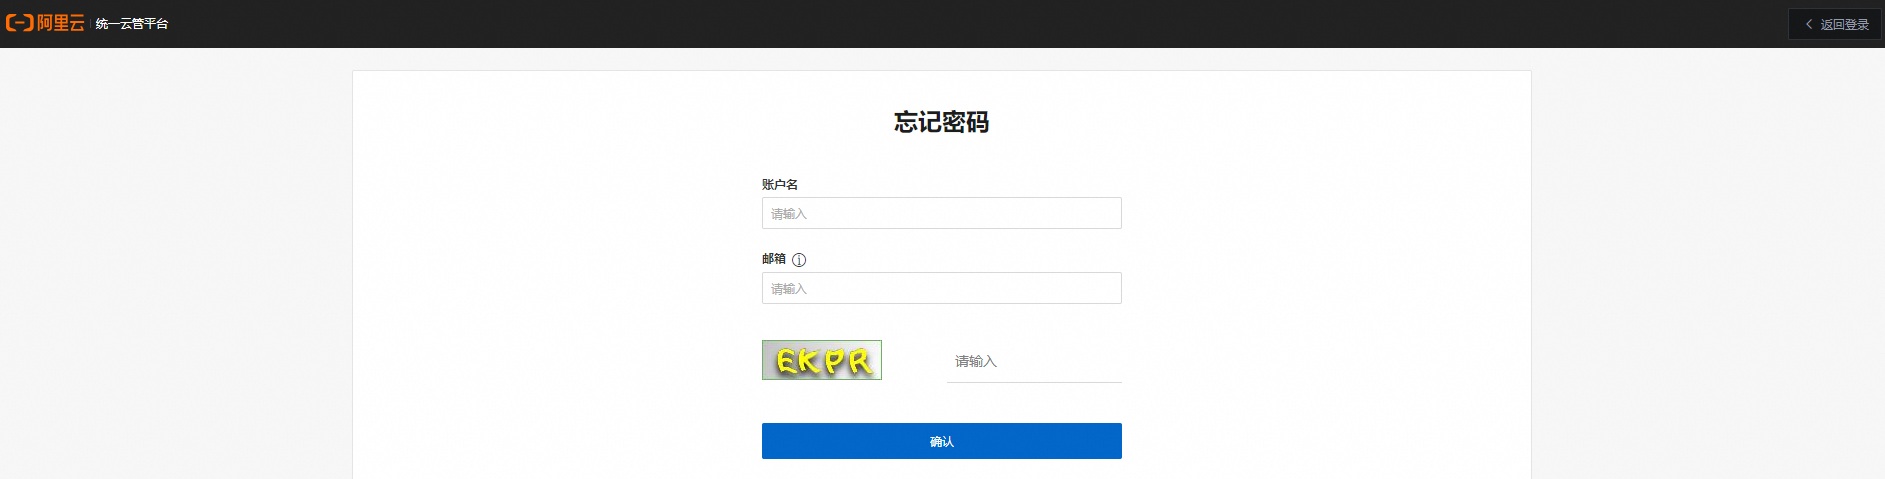 阿里云 统一云管平台
返回登录
忘记密码
账户名
请输入
邮箱
请输入
EKPR
请输入
确认